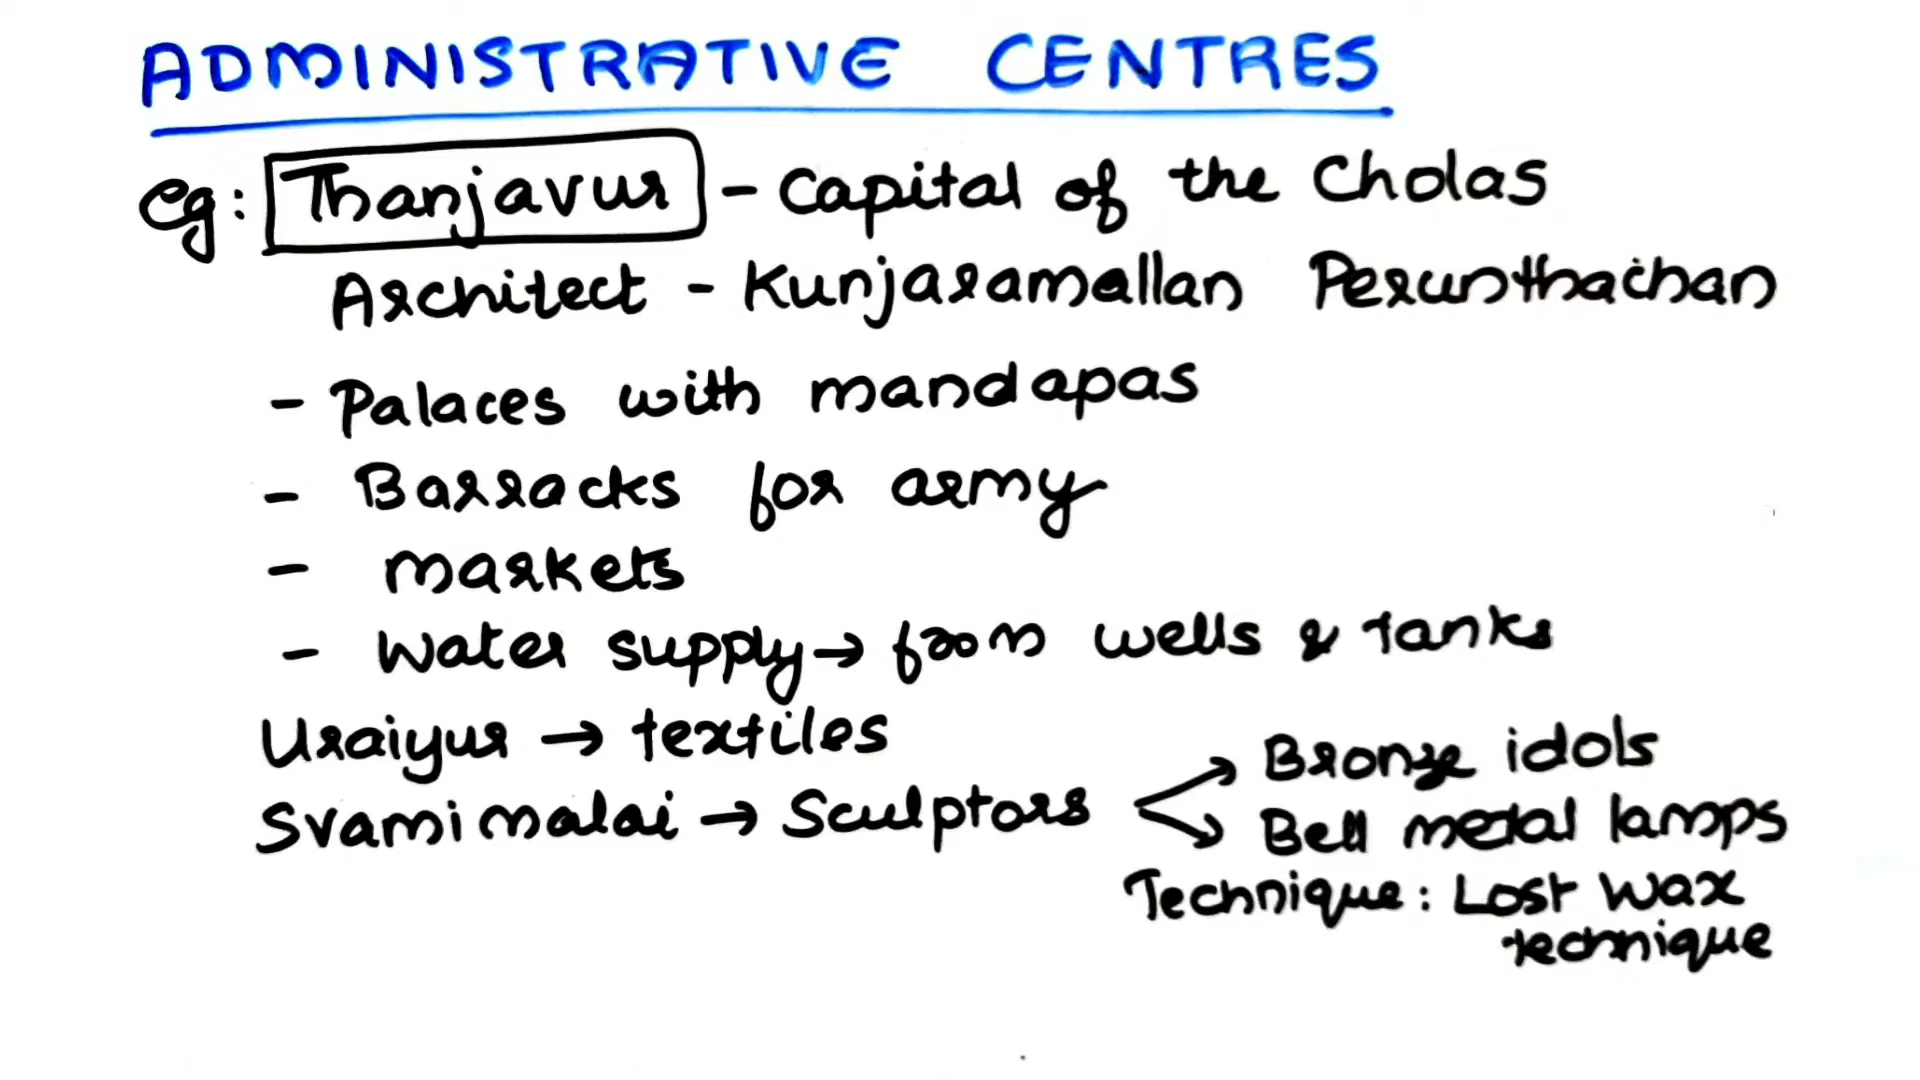 ADMINISTRATIVE CENTRES
eg: Thanjavur - Capital of the Cholas
Architect - Kunjaramallan Perunthachan
- Palaces with mandapas
- Barracks for army
- markets
- Water supply → from wells & tanks
Uraiyur → textiles
Svamimalai → Sculptors
Bronze idols
Bell metal lamps
Technique: Lost wax
technique